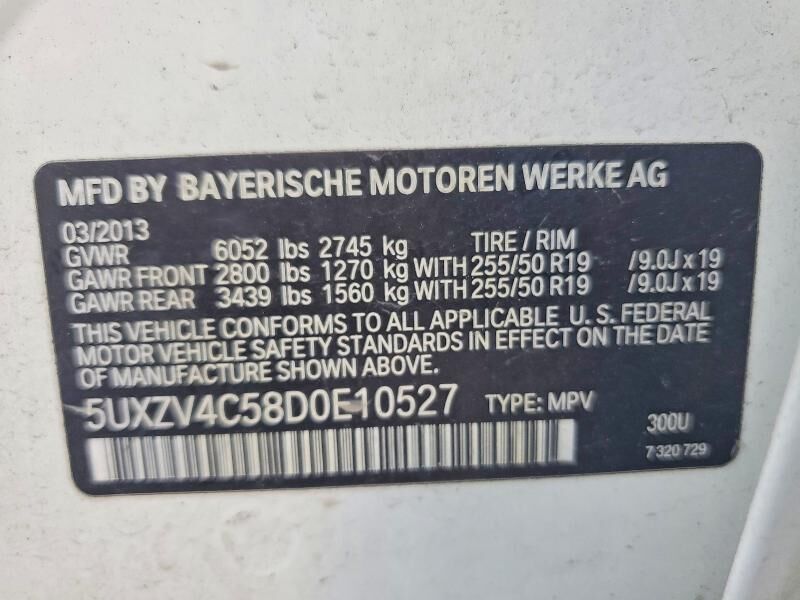 MFD BY BAYERISCHE MOTOREN WERKE AG
03/2013
GVWR 6052 lbs 2745 kg TIRE / RIM
GAWR FRONT 2800 lbs 1270 kg WITH 255/50 R19 /9.0J x 19
GAWR REAR 3439 lbs 1560 kg WITH 255/50 R19 /9.0J x 19
THIS VEHICLE CONFORMS TO ALL APPLICABLE U. S. FEDERAL
MOTOR VEHICLE SAFETY STANDARDS IN EFFECT ON THE DATE
OF MANUFACTURE SHOWN ABOVE.
5UXZV4C58D0E10527 TYPE: MPV
300U
7 320 729